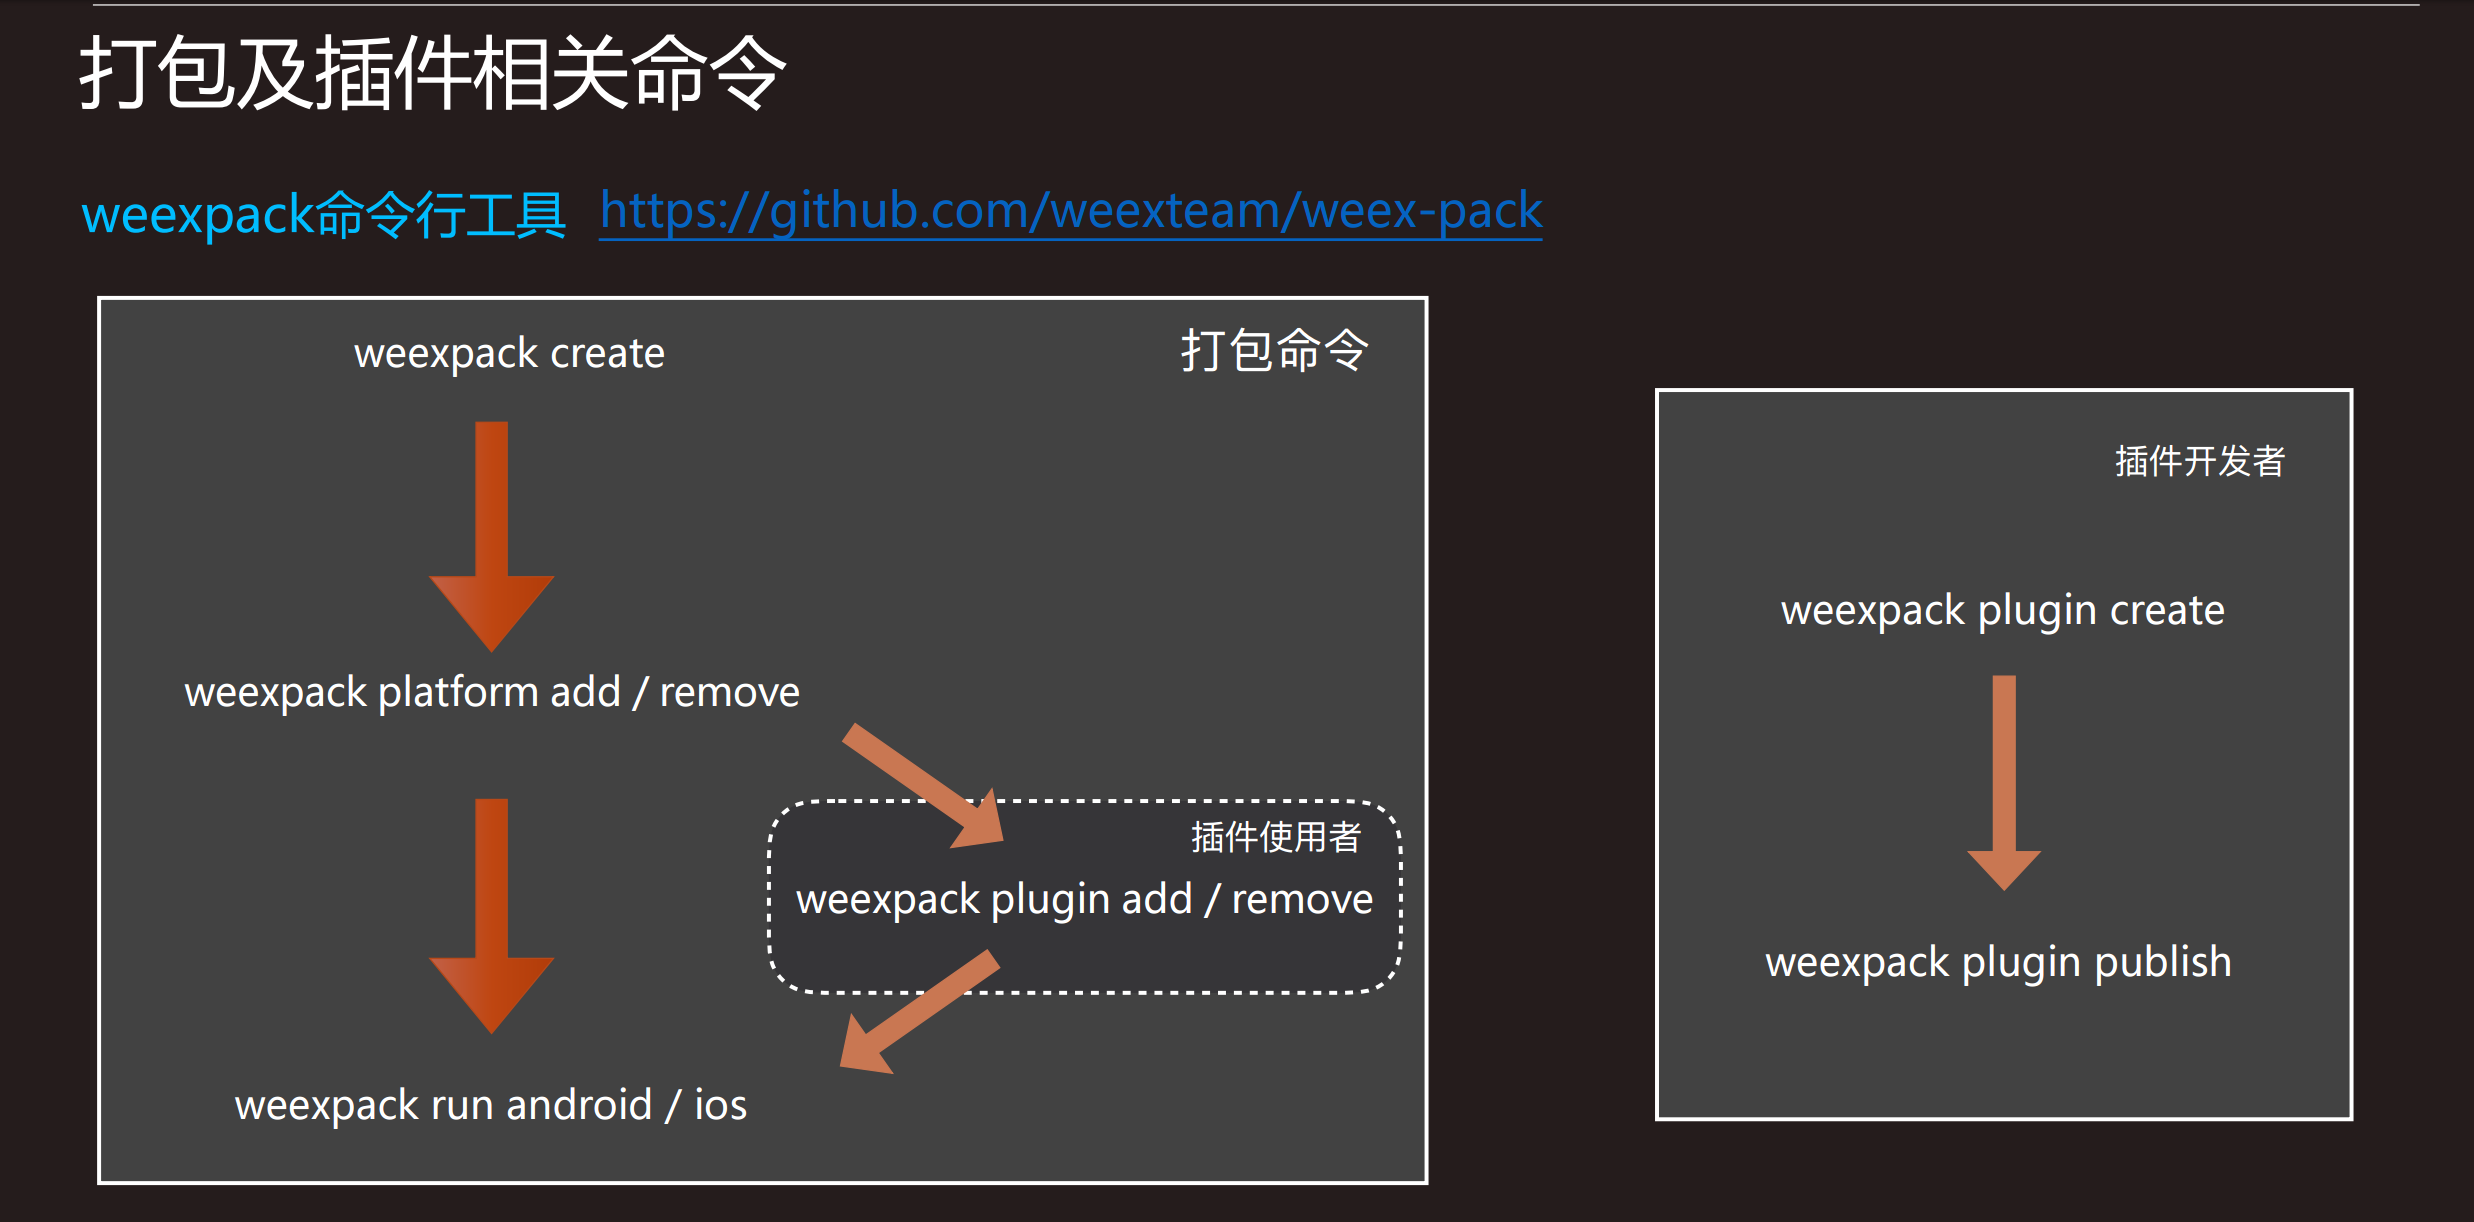 打包及插件相关命令
weexpack命令行工具 https://github.com/weexteam/weex-pack
打包命令
weexpack create
weexpack platform add / remove
插件使用者
weexpack plugin add / remove
weexpack run android / ios
插件开发者
weexpack plugin create
weexpack plugin publish